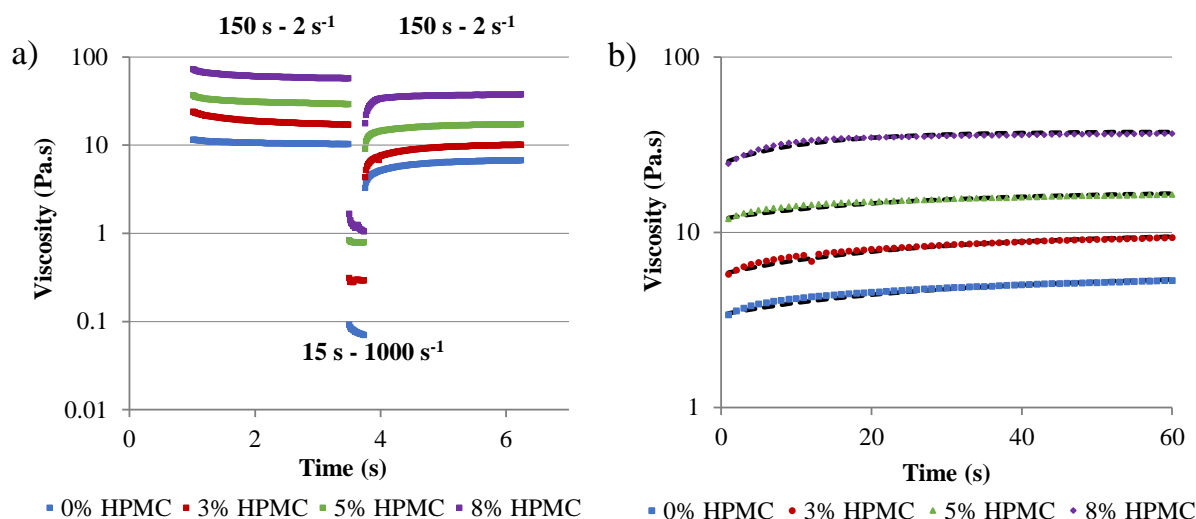 a)
150 s - 2 s-1
150 s - 2 s-1
100
10
1
0.1
0.01
Viscosity (Pa.s)
15 s - 1000 s-1
0
2
4
6
Time (s)
0% HPMC
3% HPMC
5% HPMC
8% HPMC
b)
100
10
1
Viscosity (Pa.s)
0
20
40
60
Time (s)
0% HPMC
3% HPMC
5% HPMC
8% HPMC